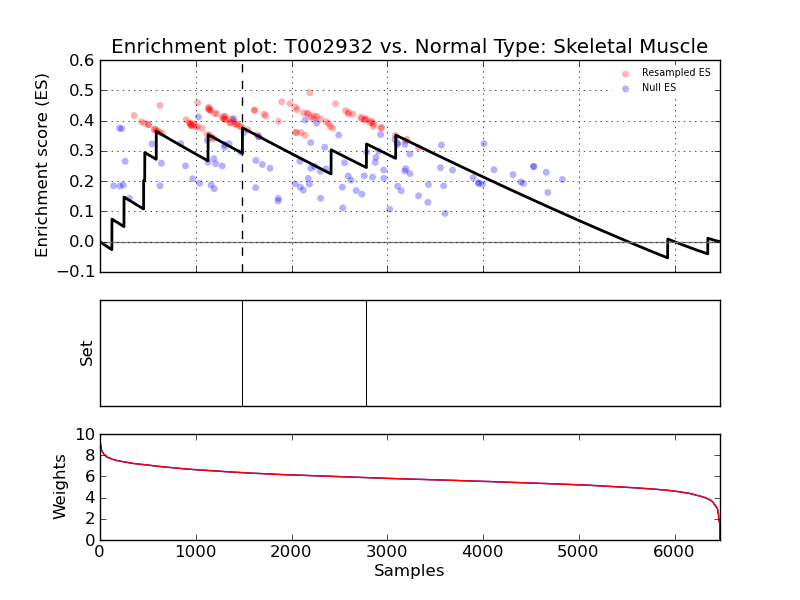 Enrichment plot: T002932 vs. Normal Type: Skeletal Muscle
Enrichment score (ES)
0.6
0.5
0.4
0.3
0.2
0.1
0.0
−0.1
Resampled ES
Null ES
Set
Weights
10
8
6
4
2
0
0 1000 2000 3000 4000 5000 6000
Samples